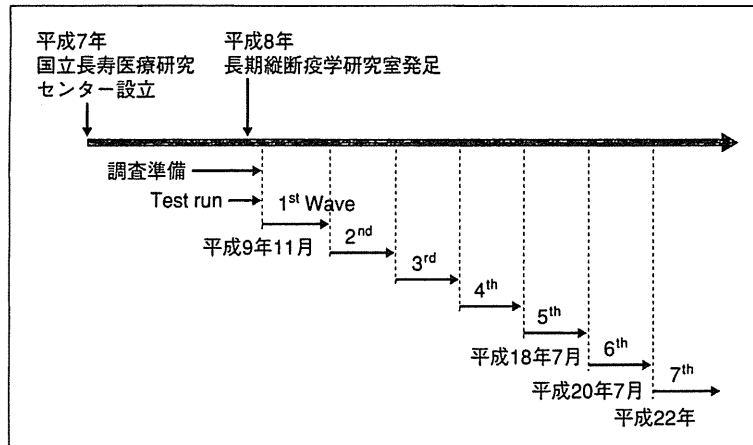 平成7年
国立長寿医療研究
センター設立
平成8年
長期縦断疫学研究室発足
調査準備
Test run
1st Wave
平成9年11月
2nd
3rd
4th
5th
平成18年7月
6th
平成20年7月
7th
平成22年